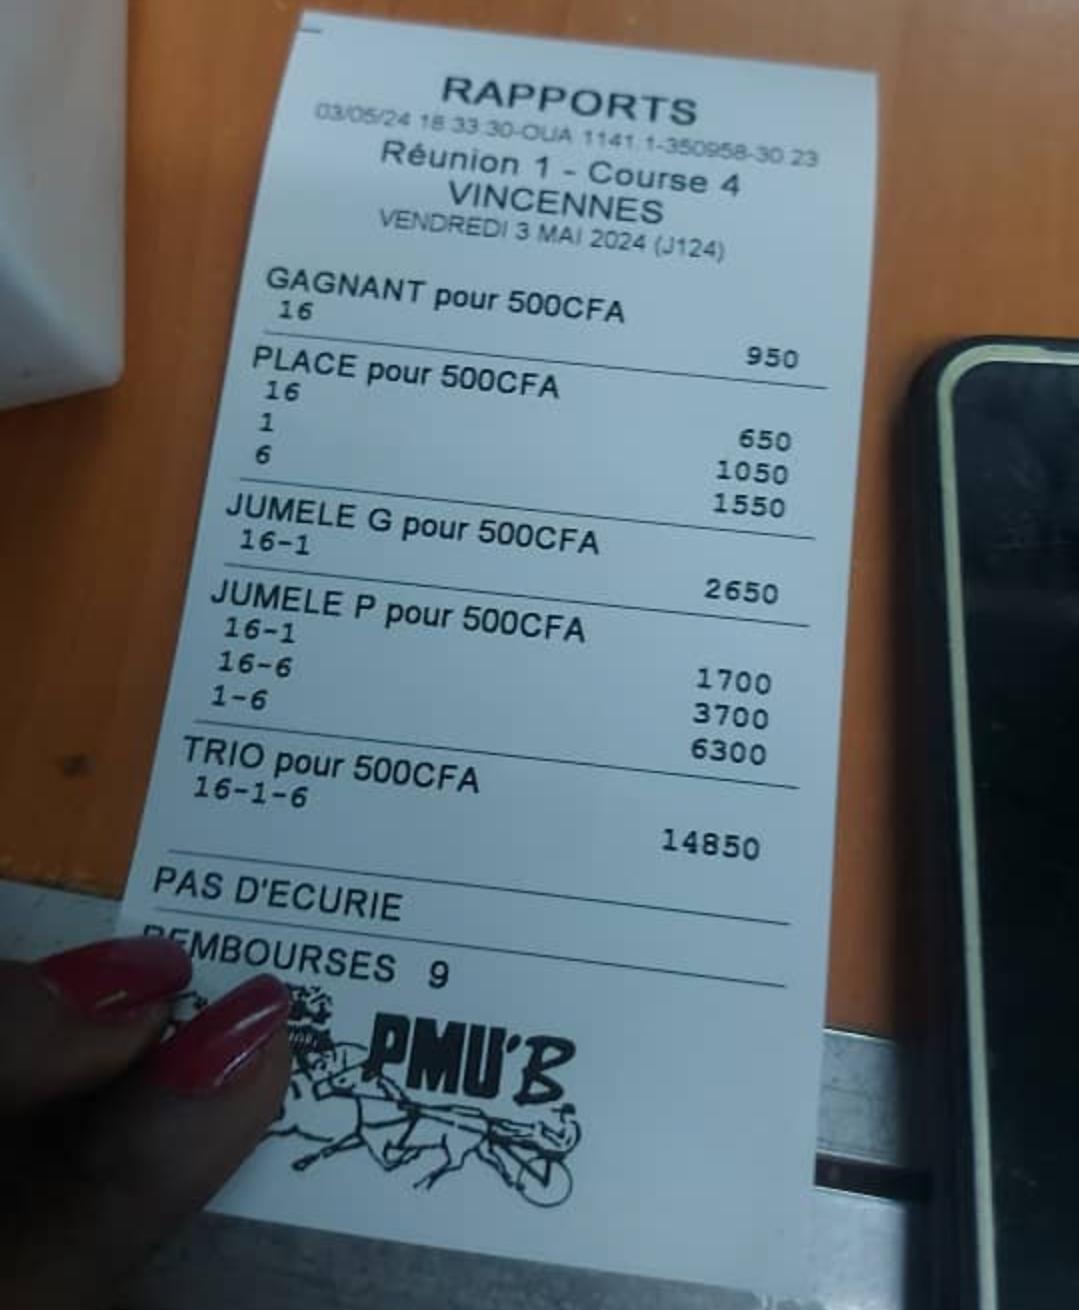 RAPPORTS
03/05/24 18:33:30-OUA 1141.1-350958-30.23
Réunion 1 - Course 4
VINCENNES
VENDREDI 3 MAI 2024 (J124)
GAGNANT pour 500CFA
16 950
PLACE pour 500CFA
16 650
1 1050
6 1550
JUMELE G pour 500CFA
16-1 2650
JUMELE P pour 500CFA
16-1 1700
16-6 3700
1-6 6300
TRIO pour 500CFA
16-1-6 14850
PAS D'ECURIE
REMBOURSES 9
PMU'B